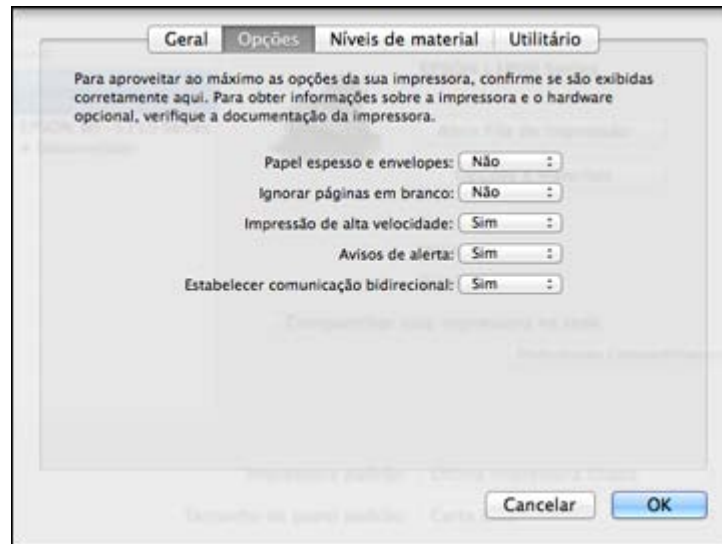 Geral Opções Níveis de material Utilitário
Para aproveitar ao máximo as opções da sua impressora, confirme se são exibidas
corretamente aqui. Para obter informações sobre a impressora e o hardware
opcional, verifique a documentação da impressora.
Papel espesso e envelopes: Não
Ignorar páginas em branco: Não
Impressão de alta velocidade: Sim
Avisos de alerta: Sim
Estabelecer comunicação bidirecional: Sim
Cancelar OK